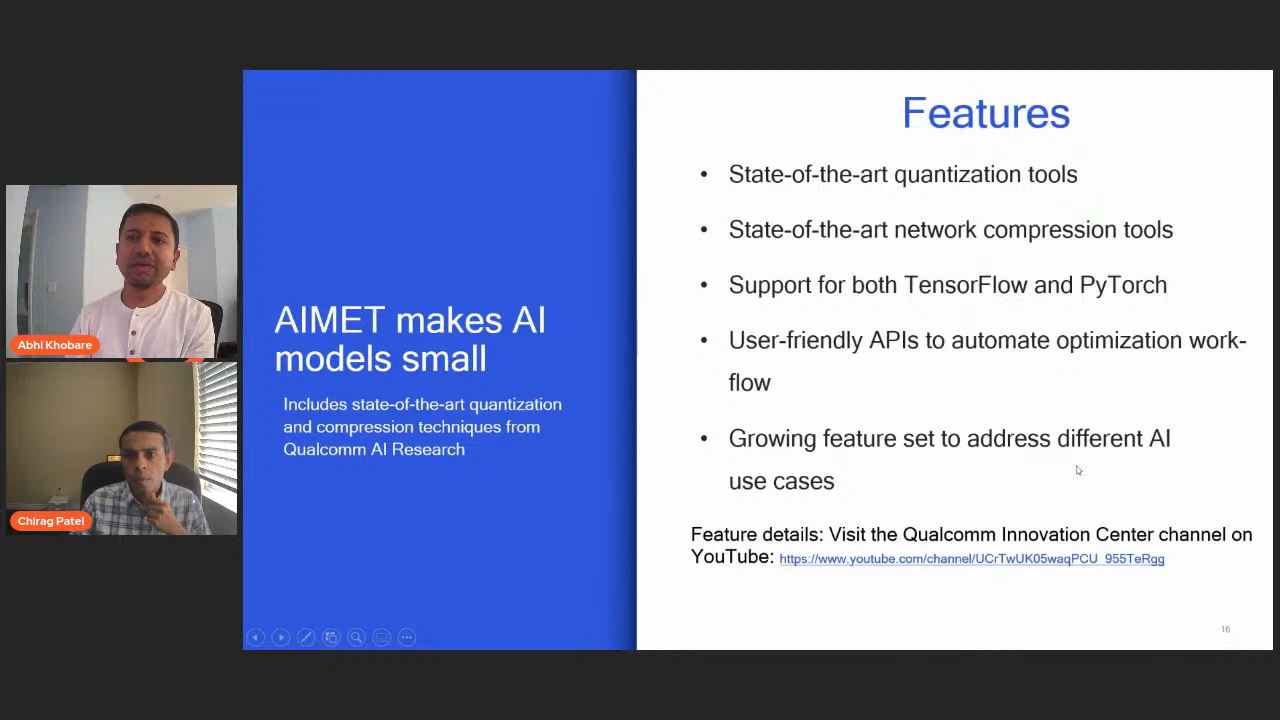 Abhi Khobare
Chirag Patel
AIMET makes AI
models small
Includes state-of-the-art quantization
and compression techniques from
Qualcomm AI Research
Features
• State-of-the-art quantization tools
• State-of-the-art network compression tools
• Support for both TensorFlow and PyTorch
• User-friendly APIs to automate optimization work-
flow
• Growing feature set to address different AI
use cases
Feature details: Visit the Qualcomm Innovation Center channel on
YouTube: https://www.youtube.com/channel/UCrTwUK05waqPCU_955TeRgg
16